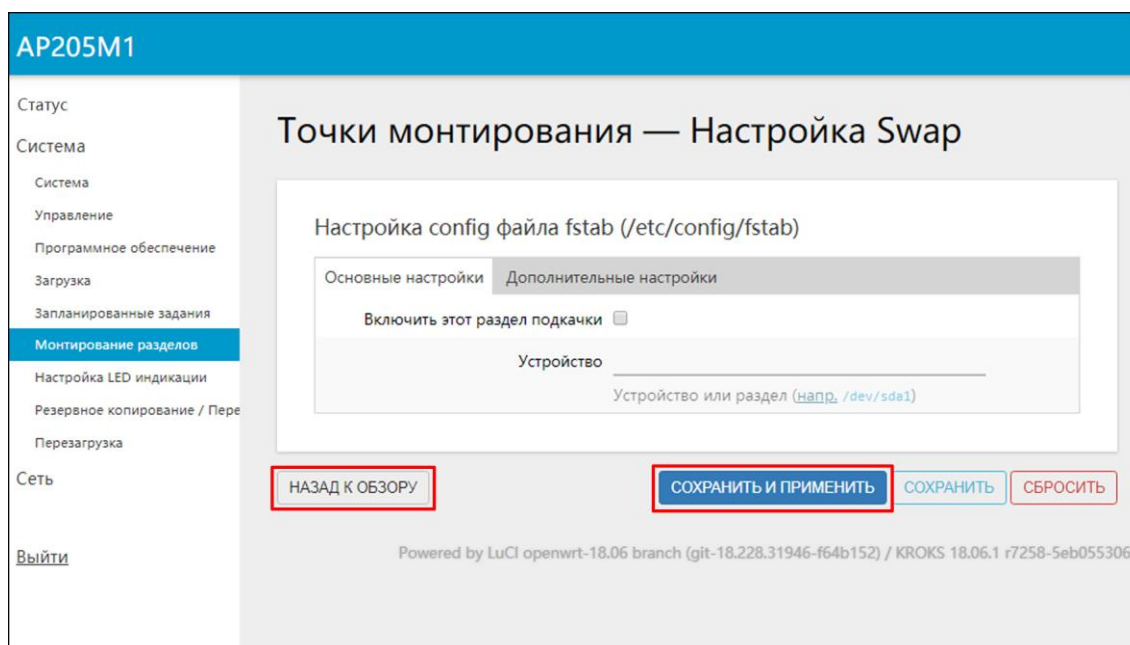 AP205M1
Статус
Система
Система
Управление
Программное обеспечение
Загрузка
Запланированные задания
Монтирование разделов
Настройка LED индикации
Резервное копирование / Пере
Перезагрузка
Сеть
Выйти
Точки монтирования — Настройка Swap
Настройка config файла fstab (/etc/config/fstab)
Основные настройки Дополнительные настройки
Включить этот раздел подкачки
Устройство
Устройство или раздел (напр. /dev/sda1)
НАЗАД К ОБЗОРУ СОХРАНИТЬ И ПРИМЕНИТЬ СОХРАНИТЬ СБРОСИТЬ
Powered by LuCI openwrt-18.06 branch (git-18.228.31946-f64b152) / KROKS 18.06.1 r7258-5eb055306